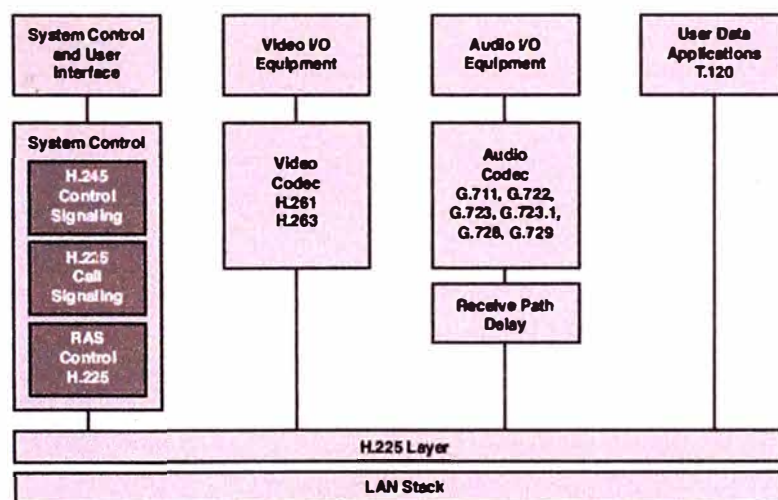 System Control
and User
Interface
Video I/O
Equipment
Audio I/O
Equipment
User Data
Applications
T.120
System Control
H.245
Control
Signaling
H.225
Call
Signaling
RAS
Control
H.225
Video
Codec
H.261
H.263
Audio
Codec
G.711, G.722,
G.723, G.723.1,
G.728, G.729
Receive Path
Delay
H.225 Layer
LAN Stack